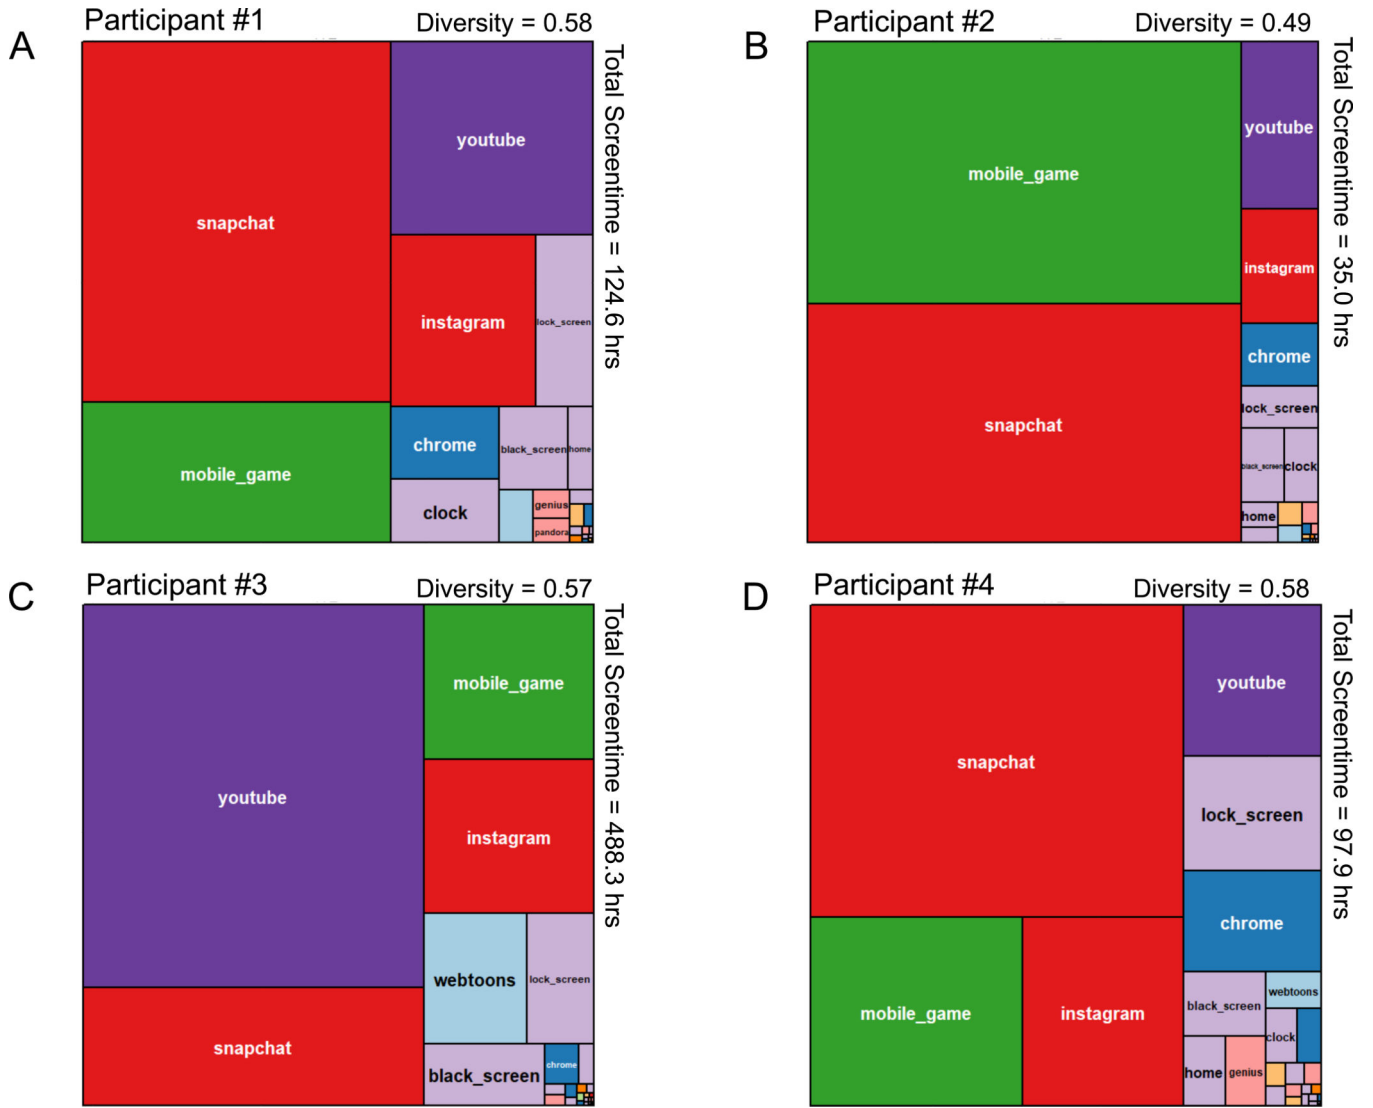 A
Participant #1
Diversity = 0.58
Total Screentime = 124.6 hrs
snapchat
youtube
instagram
lock_screen
mobile_game
chrome
black_screen
home
clock
genius
pandora
B
Participant #2
Diversity = 0.49
Total Screentime = 35.0 hrs
mobile_game
youtube
instagram
snapchat
chrome
lock_screen
black_screen
clock
home
C
Participant #3
Diversity = 0.57
Total Screentime = 488.3 hrs
youtube
mobile_game
instagram
webtoons
lock_screen
snapchat
black_screen
chrome
D
Participant #4
Diversity = 0.58
Total Screentime = 97.9 hrs
snapchat
youtube
lock_screen
chrome
mobile_game
instagram
black_screen
webtoons
clock
home
genius